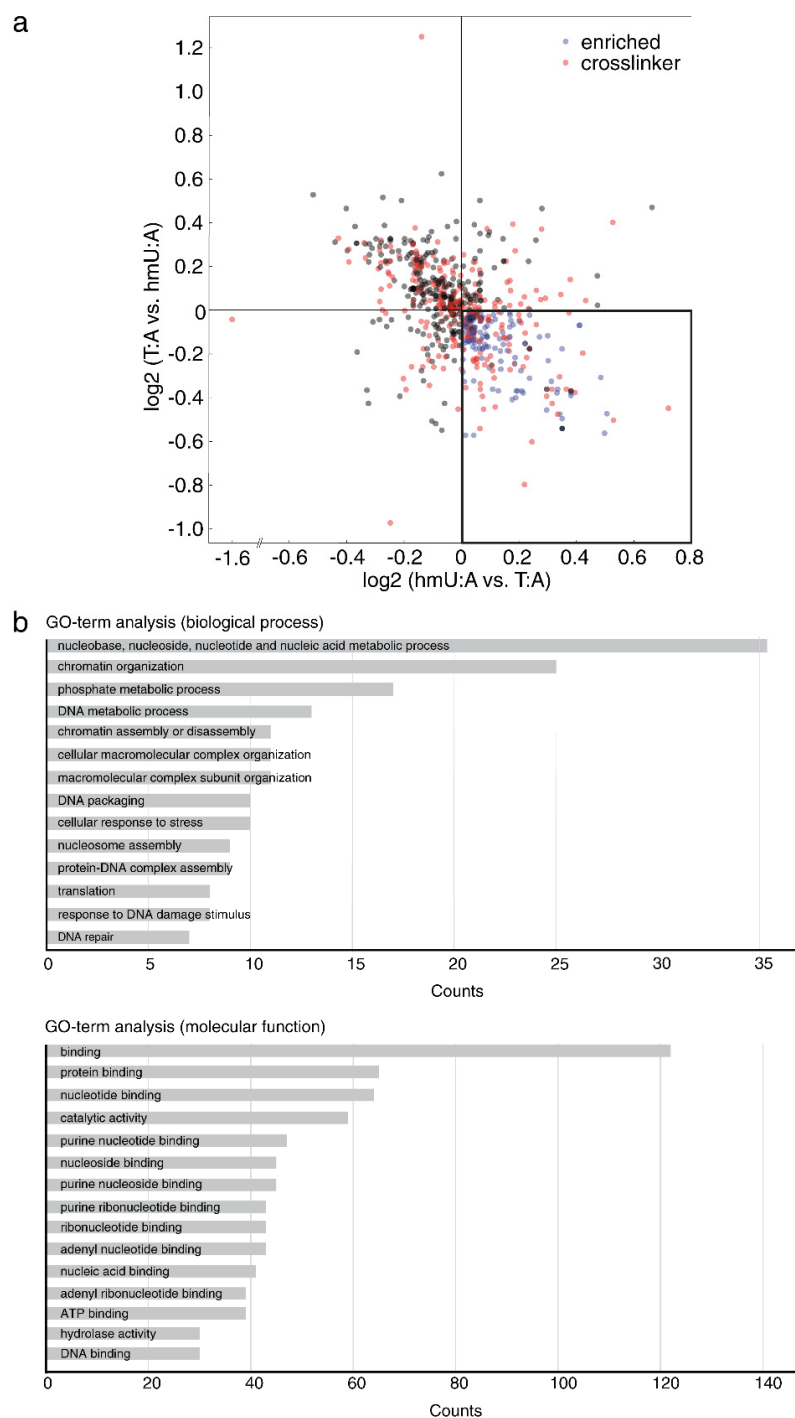 a
enriched
crosslinker
1.2
1.0
0.8
0.6
0.4
0.2
0
-0.2
-0.4
-0.6
-0.8
-1.0
log2 (T:A vs. hmU:A)
-1.6 // -0.6 -0.4 -0.2 0 0.2 0.4 0.6 0.8
log2 (hmU:A vs. T:A)
b
GO-term analysis (biological process)
nucleobase, nucleoside, nucleotide and nucleic acid metabolic process
chromatin organization
phosphate metabolic process
DNA metabolic process
chromatin assembly or disassembly
cellular macromolecular complex organization
macromolecular complex subunit organization
DNA packaging
cellular response to stress
nucleosome assembly
protein-DNA complex assembly
translation
response to DNA damage stimulus
DNA repair
0 5 10 15 20 25 30 35
Counts
GO-term analysis (molecular function)
binding
protein binding
nucleotide binding
catalytic activity
purine nucleotide binding
nucleoside binding
purine nucleoside binding
purine ribonucleotide binding
ribonucleotide binding
adenyl nucleotide binding
nucleic acid binding
adenyl ribonucleotide binding
ATP binding
hydrolase activity
DNA binding
0 20 40 60 80 100 120 140
Counts